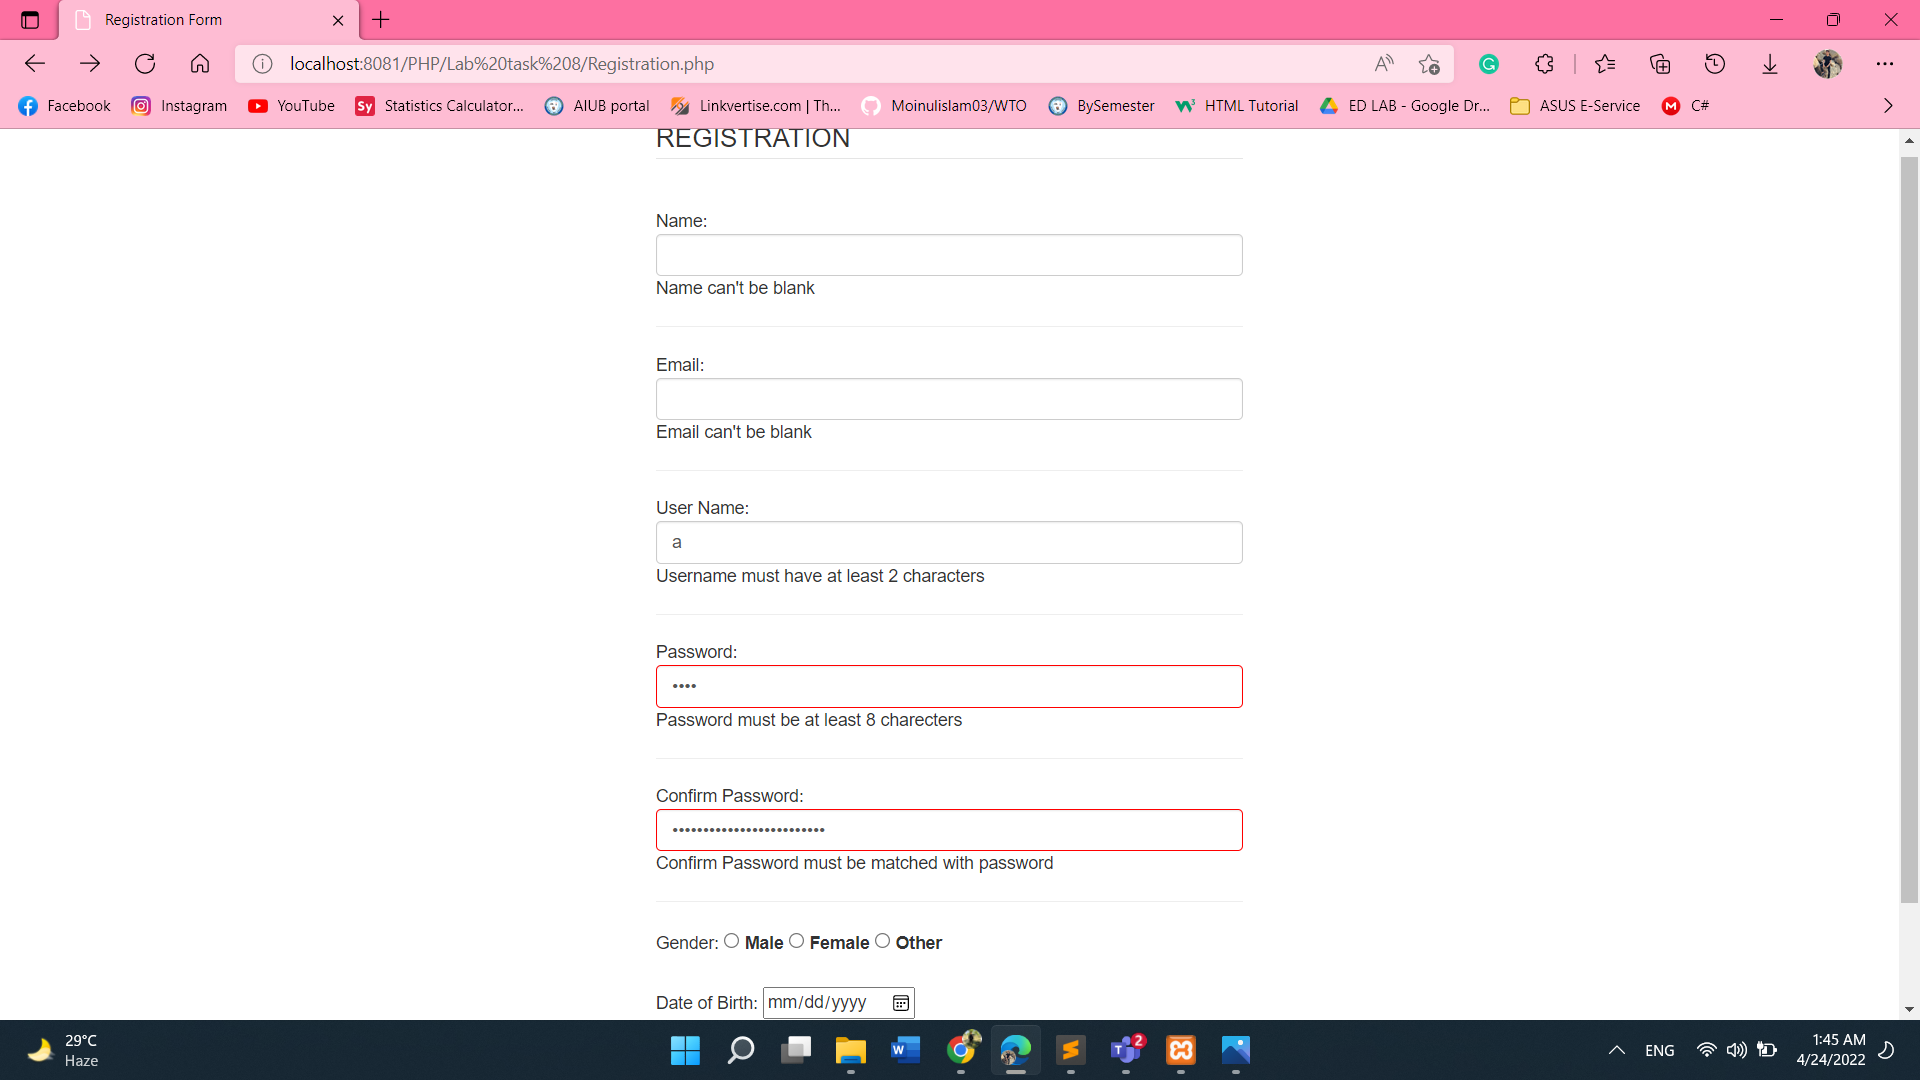 Registration Form
localhost:8081/PHP/Lab%20task%208/Registration.php
Facebook Instagram YouTube Sy Statistics Calculator... AIUB portal Linkvertise.com | Th... Moinulislam03/WTO BySemester HTML Tutorial ED LAB - Google Dr... ASUS E-Service M C#
REGISTRATION
Name:
Name can't be blank
Email:
Email can't be blank
User Name:
a
Username must have at least 2 characters
Password:
••••
Password must be at least 8 charecters
Confirm Password:
•••••••••••••••••••••••••
Confirm Password must be matched with password
Gender: Male Female Other
Date of Birth: mm/dd/yyyy
29°C
Haze
2
ENG
1:45 AM
4/24/2022